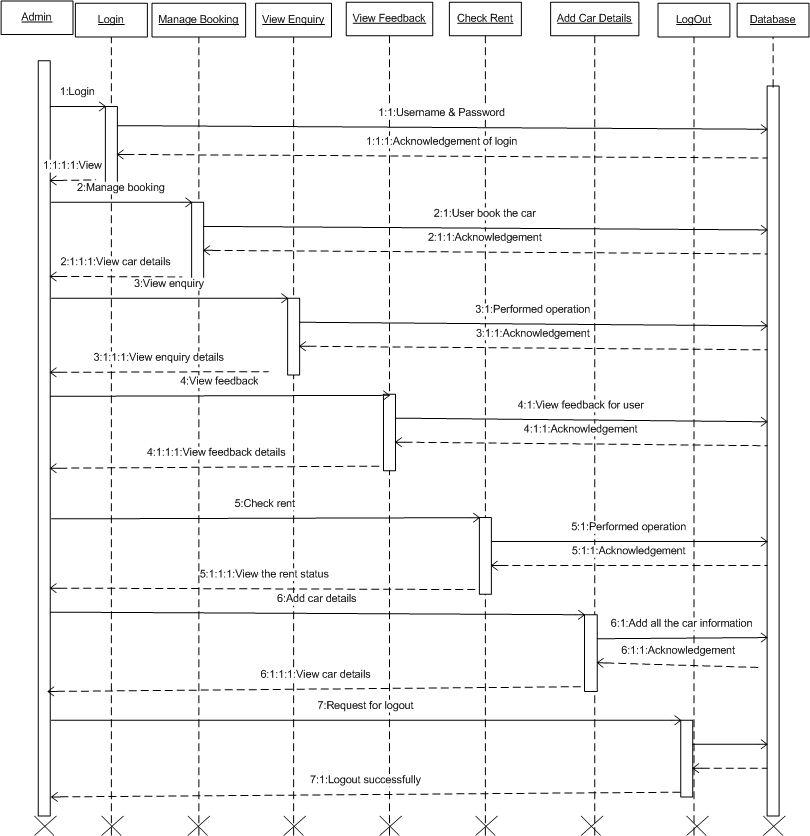 Admin
Login
Manage Booking
View Enquiry
View Feedback
Check Rent
Add Car Details
LogOut
Database
1:Login
1:1:Username & Password
1:1:1:Acknowledgement of login
1:1:1:1:View
2:Manage booking
2:1:User book the car
2:1:1:Acknowledgement
2:1:1:1:View car details
3:View enquiry
3:1:Performed operation
3:1:1:Acknowledgement
3:1:1:1:View enquiry details
4:View feedback
4:1:View feedback for user
4:1:1:Acknowledgement
4:1:1:1:View feedback details
5:Check rent
5:1:Performed operation
5:1:1:Acknowledgement
5:1:1:1:View the rent status
6:Add car details
6:1:Add all the car information
6:1:1:Acknowledgement
6:1:1:1:View car details
7:Request for logout
7:1:Logout successfully